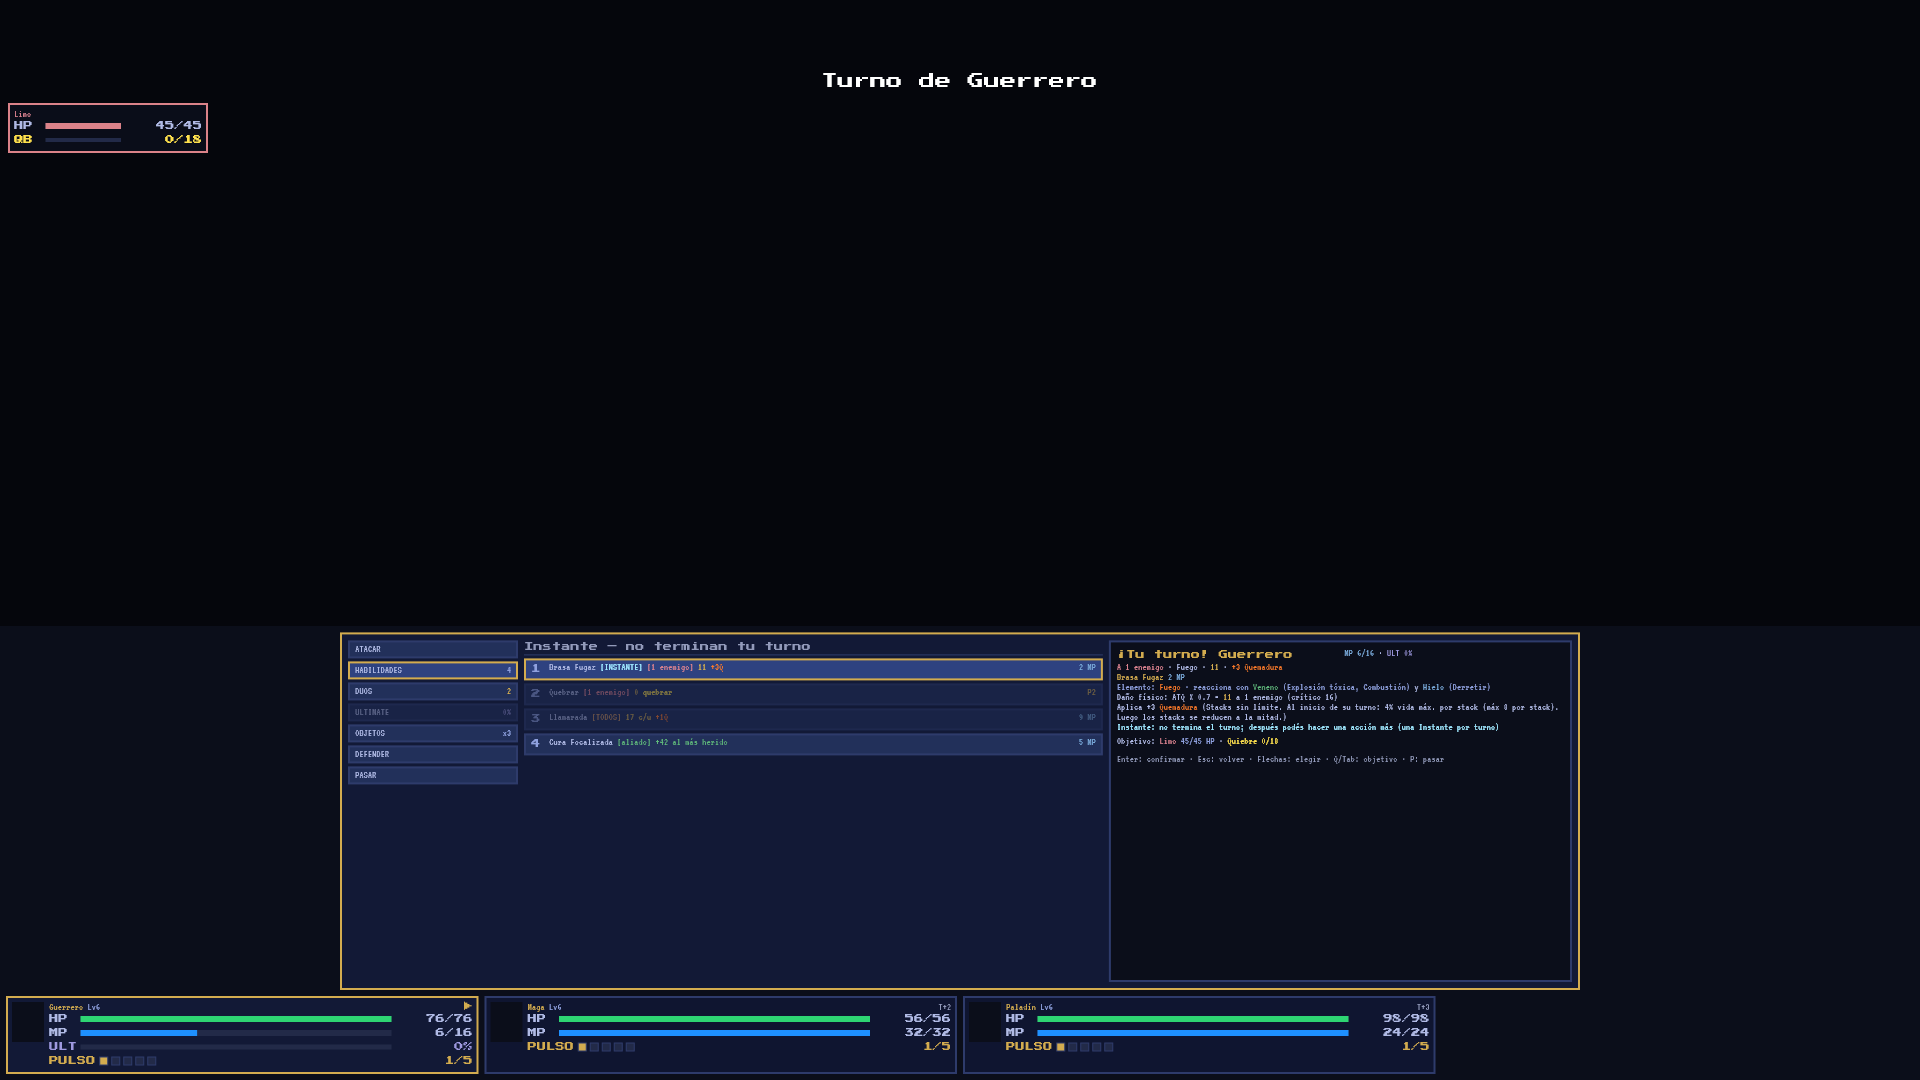 Turno de Guerrero
Limo
HP 45/45
QB 0/18
ATACAR
HABILIDADES 4
DUOS 2
ULTIMATE 0%
OBJETOS x3
DEFENDER
PASAR
Instante — no terminan tu turno
1 Brasa Fugaz [INSTANTE] [1 enemigo] 11 +3Q 2 MP
2 Quebrar [1 enemigo] 8 quebrar P2
3 Llamarada [TODOS] 17 c/u +1Q 9 MP
4 Cura Focalizada [aliado] +42 al más herido 5 MP
¡Tu turno! Guerrero MP 6/16 · ULT 0%
A 1 enemigo · Fuego · 11 · +3 Quemadura
Brasa Fugaz 2 MP
Elemento: Fuego · reacciona con Veneno (Explosión tóxica, Combustión) y Hielo (Derretir)
Daño físico: ATQ X 0.7 = 11 a 1 enemigo (crítico 16)
Aplica +3 Quemadura (Stacks sin límite. Al inicio de su turno: 4% vida máx. por stack (máx 8 por stack).
Luego los stacks se reducen a la mitad.)
Instante: no termina el turno; después podés hacer una acción más (una Instante por turno)
Objetivo: Limo 45/45 HP · Quiebre 0/18
Enter: confirmar · Esc: volver · Flechas: elegir · Q/Tab: objetivo · P: pasar
Guerrero Lv6 ▶
HP 76/76
MP 6/16
ULT 0%
PULSO 1/5
Maga Lv6 T+2
HP 56/56
MP 32/32
PULSO 1/5
Paladín Lv6 T+3
HP 98/98
MP 24/24
PULSO 1/5